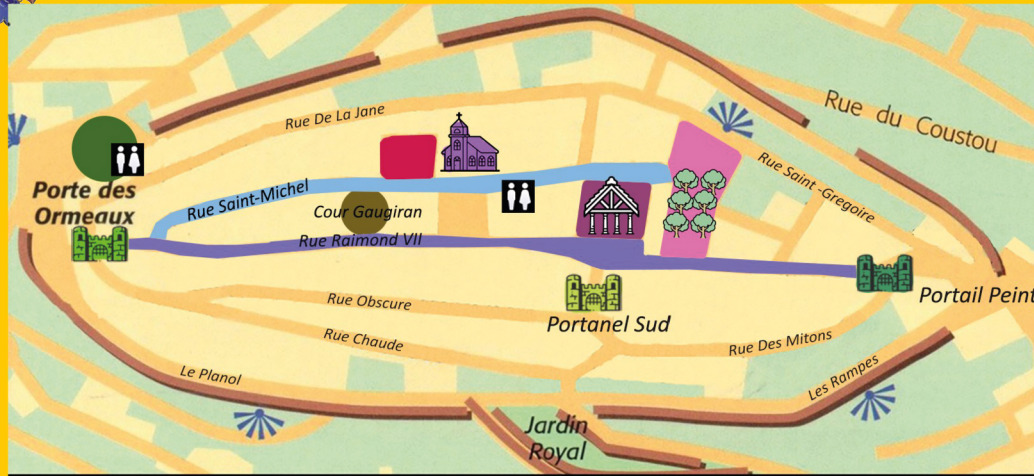 Rue du Coustou
Rue De La Jane
Rue Saint -Gregoire
Porte des
Ormeaux
Rue Saint-Michel
Cour Gaugiran
Rue Raimond VII
Portail Peint
Rue Obscure
Portanel Sud
Rue Chaude
Rue Des Mitons
Le Planol
Les Rampes
Jardin
Royal